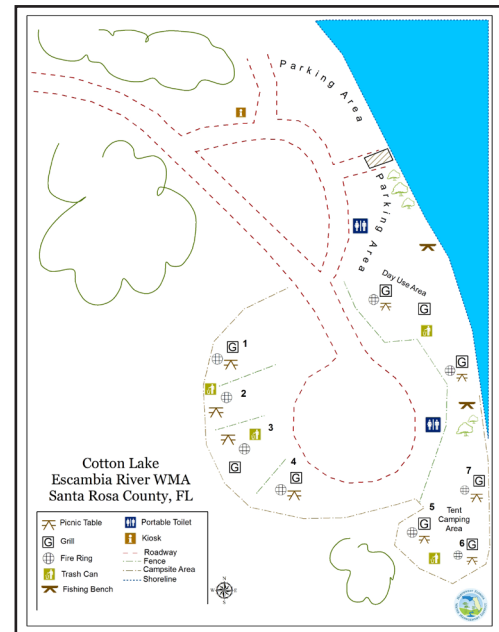 Parking Area
Parking Area
Day Use Area
G
G
G
1
G
2
3
G
4
G
7
G
5
G
Tent
Camping
Area
6
G
Cotton Lake
Escambia River WMA
Santa Rosa County, FL
Picnic Table
G Grill
Fire Ring
Trash Can
Fishing Bench
Portable Toilet
Kiosk
Roadway
Fence
Campsite Area
Shoreline
N